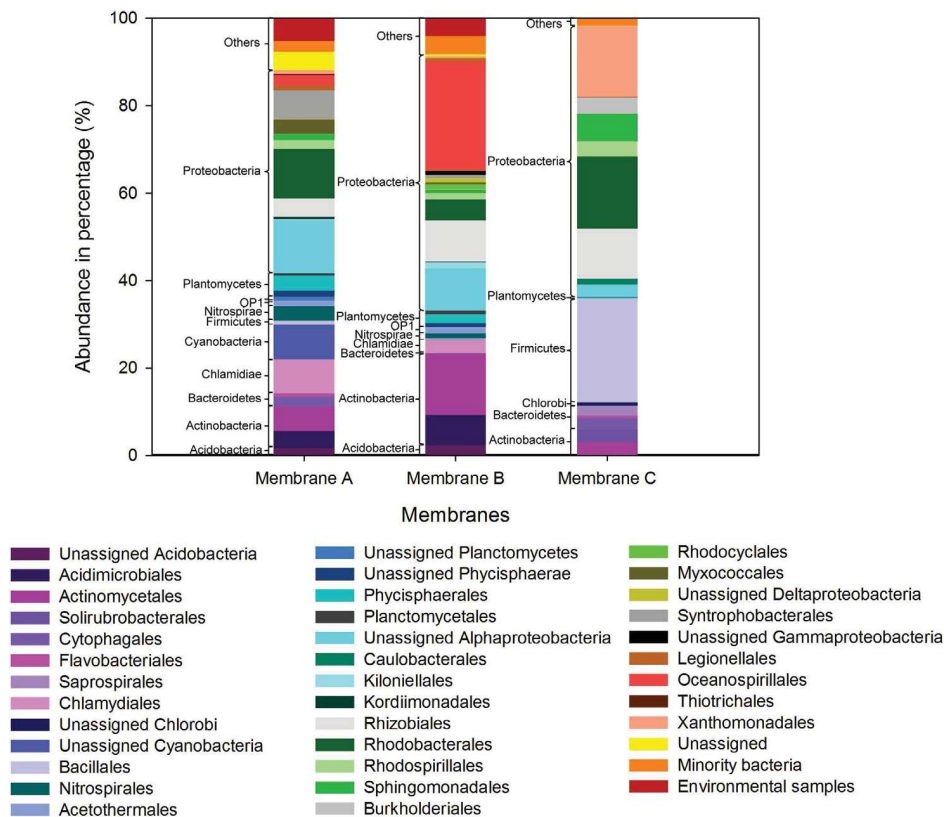 Abundance in percentage (%)
100
80
60
40
20
0
Others
Proteobacteria
Plantomycetes
OP1
Nitrospirae
Firmicutes
Cyanobacteria
Chlamidiae
Bacteroidetes
Actinobacteria
Acidobacteria
Others
Proteobacteria
Plantomycetes
OP1
Nitrospirae
Chlamidiae
Bacteroidetes
Actinobacteria
Acidobacteria
Others
Proteobacteria
Plantomycetes
Firmicutes
Chlorobi
Bacteroidetes
Actinobacteria
Membrane A
Membrane B
Membrane C
Membranes
Unassigned Acidobacteria
Acidimicrobiales
Actinomycetales
Solirubrobacterales
Cytophagales
Flavobacteriales
Saprospirales
Chlamydiales
Unassigned Chlorobi
Unassigned Cyanobacteria
Bacillales
Nitrospirales
Acetothermales
Unassigned Planctomycetes
Unassigned Phycisphaerae
Phycisphaerales
Planctomycetales
Unassigned Alphaproteobacteria
Caulobacterales
Kiloniellales
Kordiimonadales
Rhizobiales
Rhodobacterales
Rhodospirillales
Sphingomonadales
Burkholderiales
Rhodocyclales
Myxococcales
Unassigned Deltaproteobacteria
Syntrophobacterales
Unassigned Gammaproteobacteria
Legionellales
Oceanospirillales
Thiotrichales
Xanthomonadales
Unassigned
Minority bacteria
Environmental samples